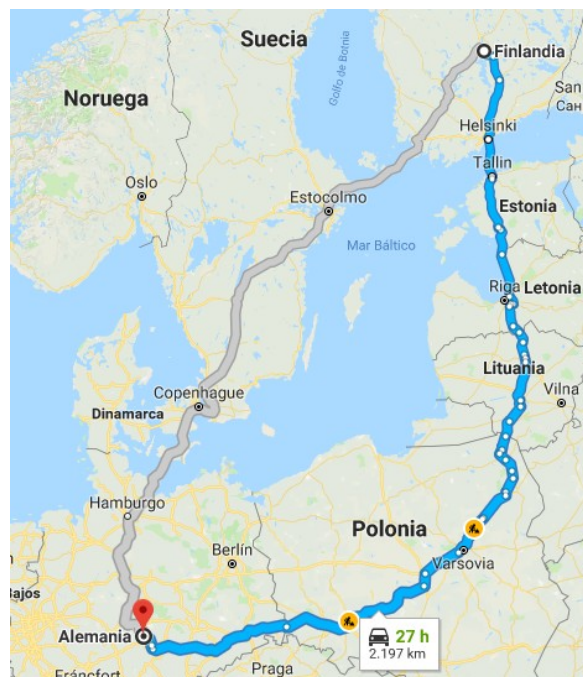 Suecia
Golfo de Botnia
Finlandia
Noruega
San
Сан
Helsinki
Oslo
Tallin
Estocolmo
Estonia
Mar Báltico
Riga
Letonia
Lituania
Copenhague
Vilna
Dinamarca
Hamburgo
Polonia
Berlín
Varsovia
Bajos
Alemania
27 h
2.197 km
Fráncfort
Praga